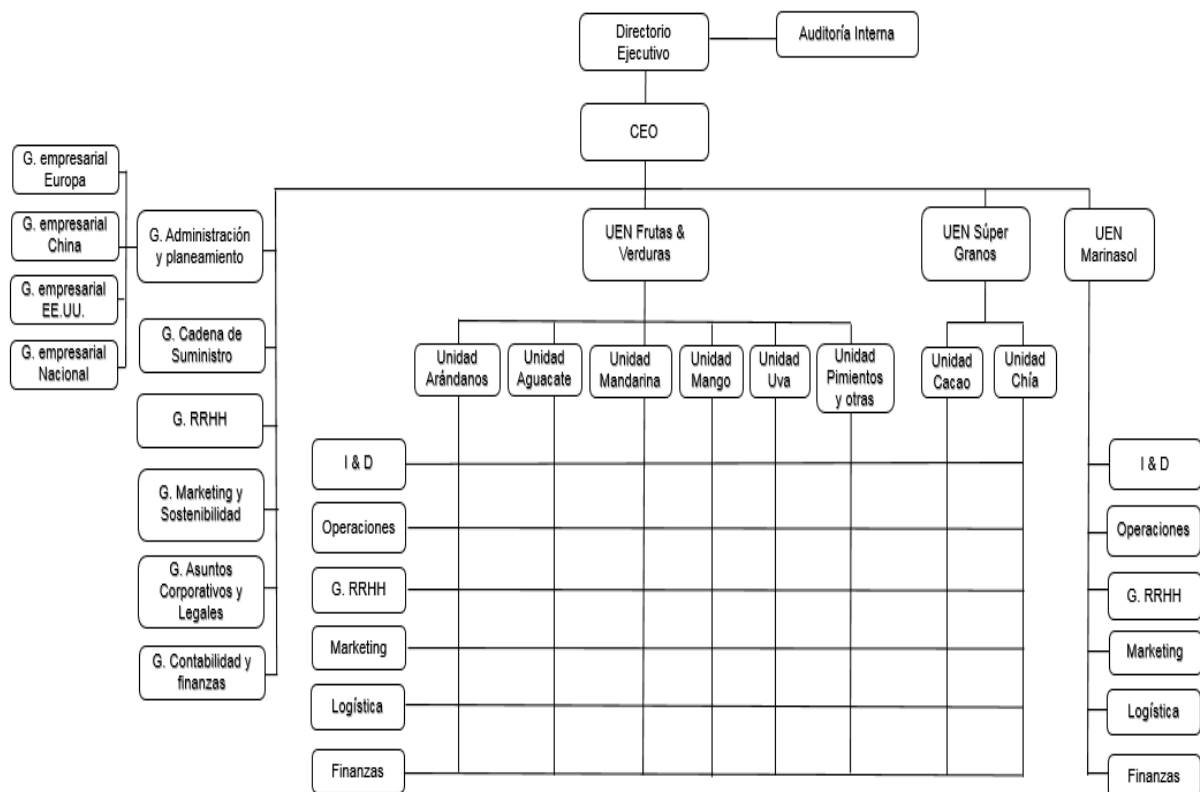 Directorio
Ejecutivo
Auditoría Interna
CEO
G. empresarial
Europa
G. empresarial
China
G. empresarial
EE.UU.
G. empresarial
Nacional
G. Administración
y planeamiento
G. Cadena de
Suministro
G. RRHH
G. Marketing y
Sostenibilidad
G. Asuntos
Corporativos y
Legales
G. Contabilidad y
finanzas
UEN Frutas &
Verduras
UEN Súper
Granos
UEN
Marinasol
Unidad
Arándanos
Unidad
Aguacate
Unidad
Mandarina
Unidad
Mango
Unidad
Uva
Unidad
Pimientos
y otras
Unidad
Cacao
Unidad
Chía
I & D
Operaciones
G. RRHH
Marketing
Logística
Finanzas
I & D
Operaciones
G. RRHH
Marketing
Logística
Finanzas